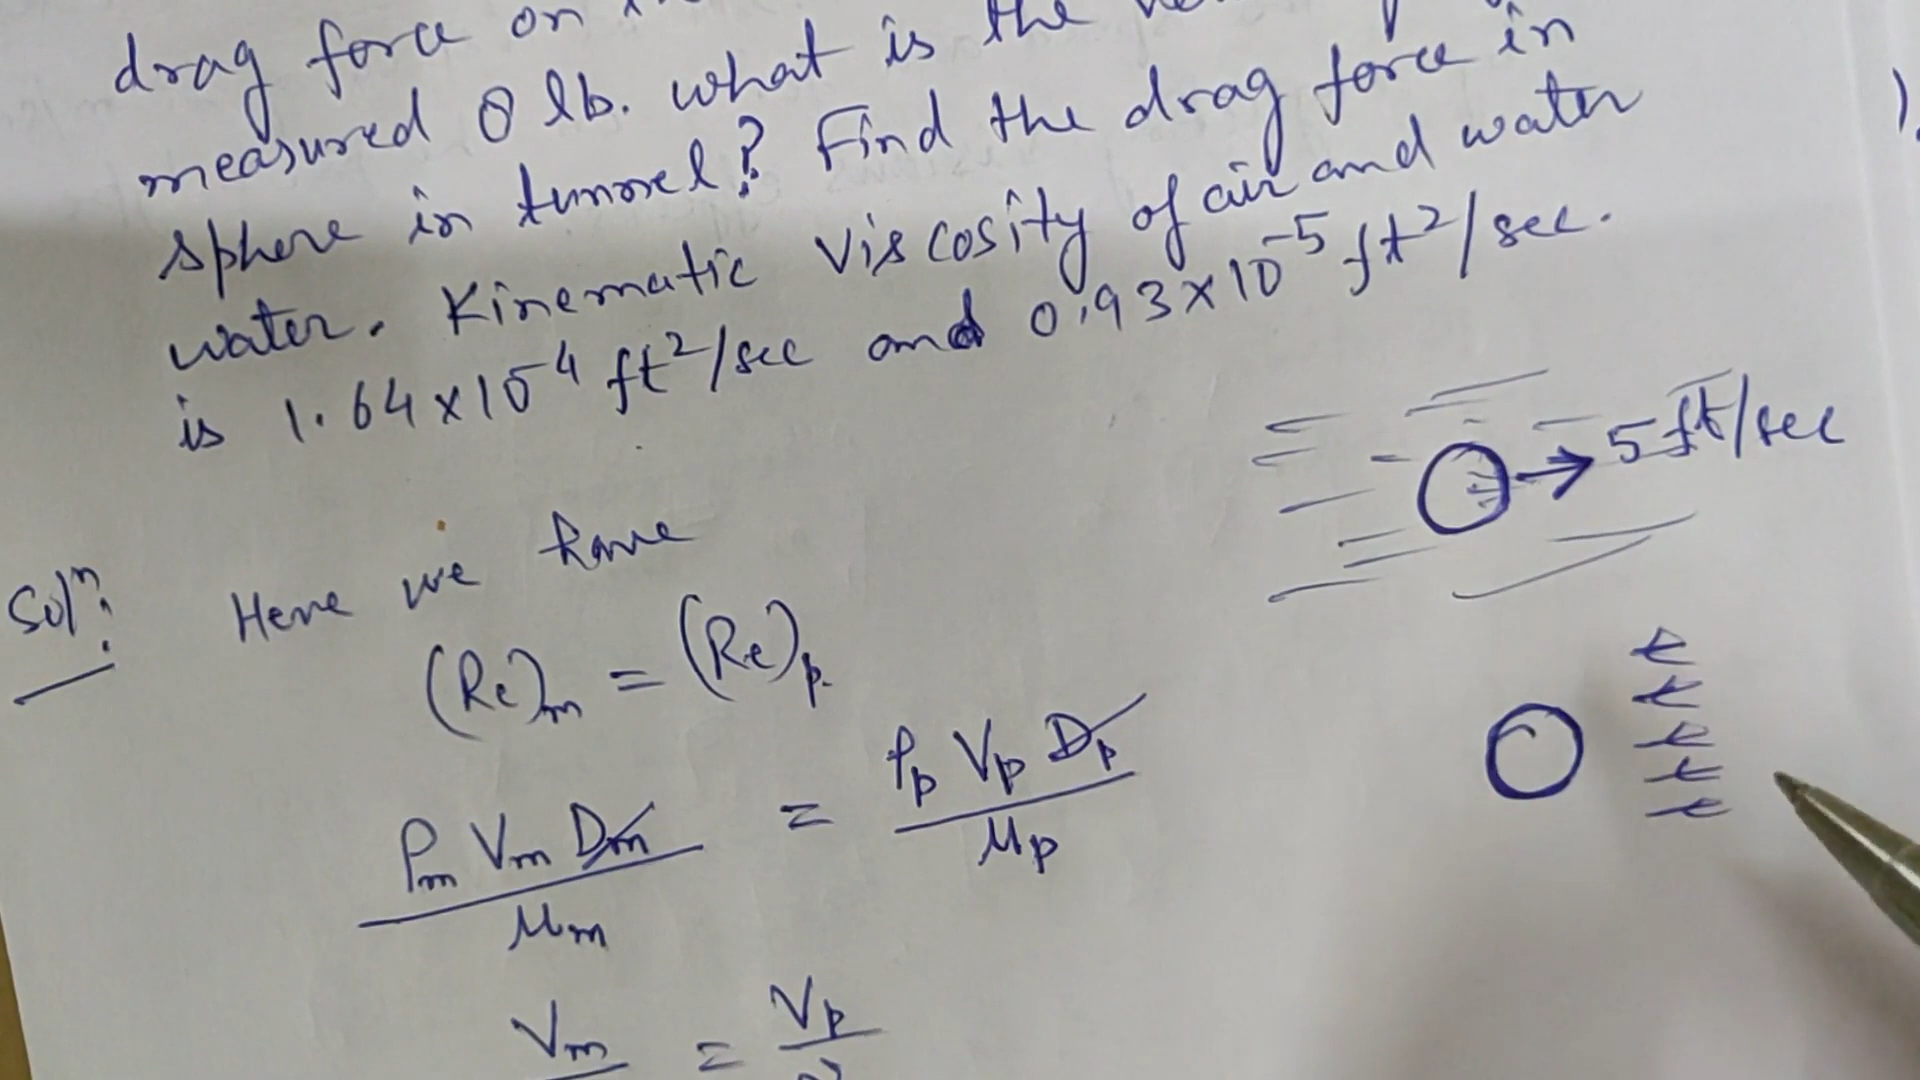 drag force on
measured 8 lb. what is the
sphere in tunnel? Find the drag force in
water. Kinematic Viscosity of air and water
is 1.64×10⁻⁴ ft²/sec and 0.93×10⁻⁵ ft²/sec.
5 ft/sec
Solⁿ: Here we have
(Re)m = (Re)p
ρm Vm Dm / μm = ρp Vp Dp / μp
Vm = Vp